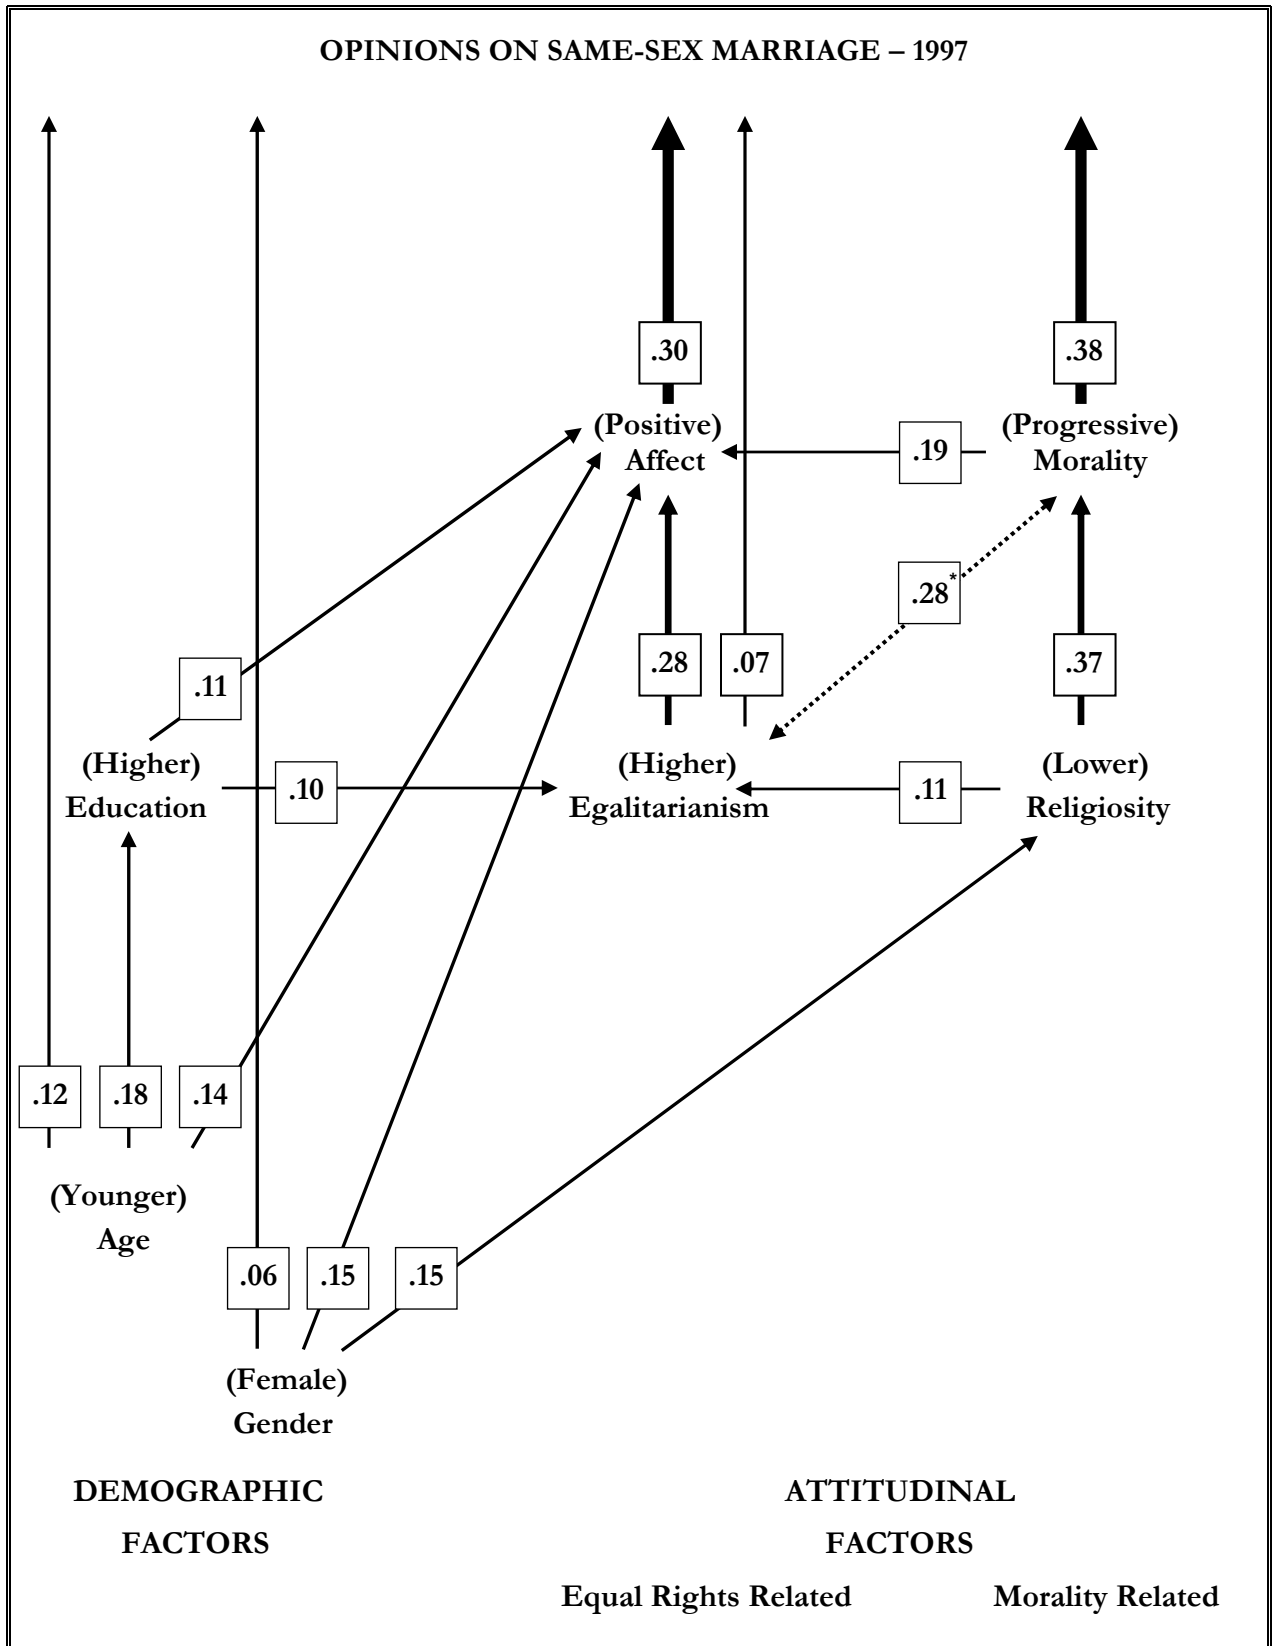 OPINIONS ON SAME-SEX MARRIAGE – 1997
.30
.38
(Positive)
Affect
.19
(Progressive)
Morality
.28*
.11
.28
.07
.37
(Higher)
Education
.10
(Higher)
Egalitarianism
.11
(Lower)
Religiosity
.12
.18
.14
(Younger)
Age
.06
.15
.15
(Female)
Gender
DEMOGRAPHIC
FACTORS
ATTITUDINAL
FACTORS
Equal Rights Related
Morality Related